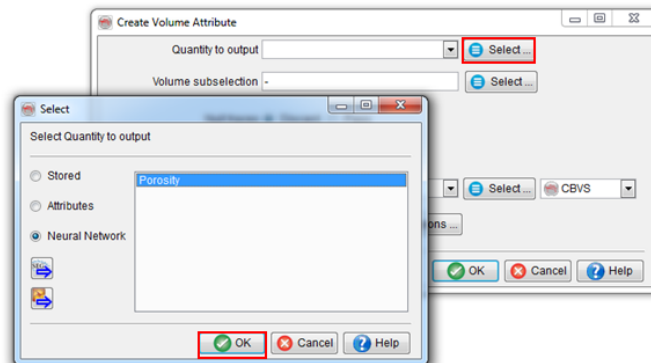 Create Volume Attribute
Quantity to output
Select ...
Volume subselection
-
Select ...
Select
Select Quantity to output
Stored
Attributes
Neural Network
Porosity
Select ...
CBVS
ons ...
OK
Cancel
Help
OK
Cancel
Help